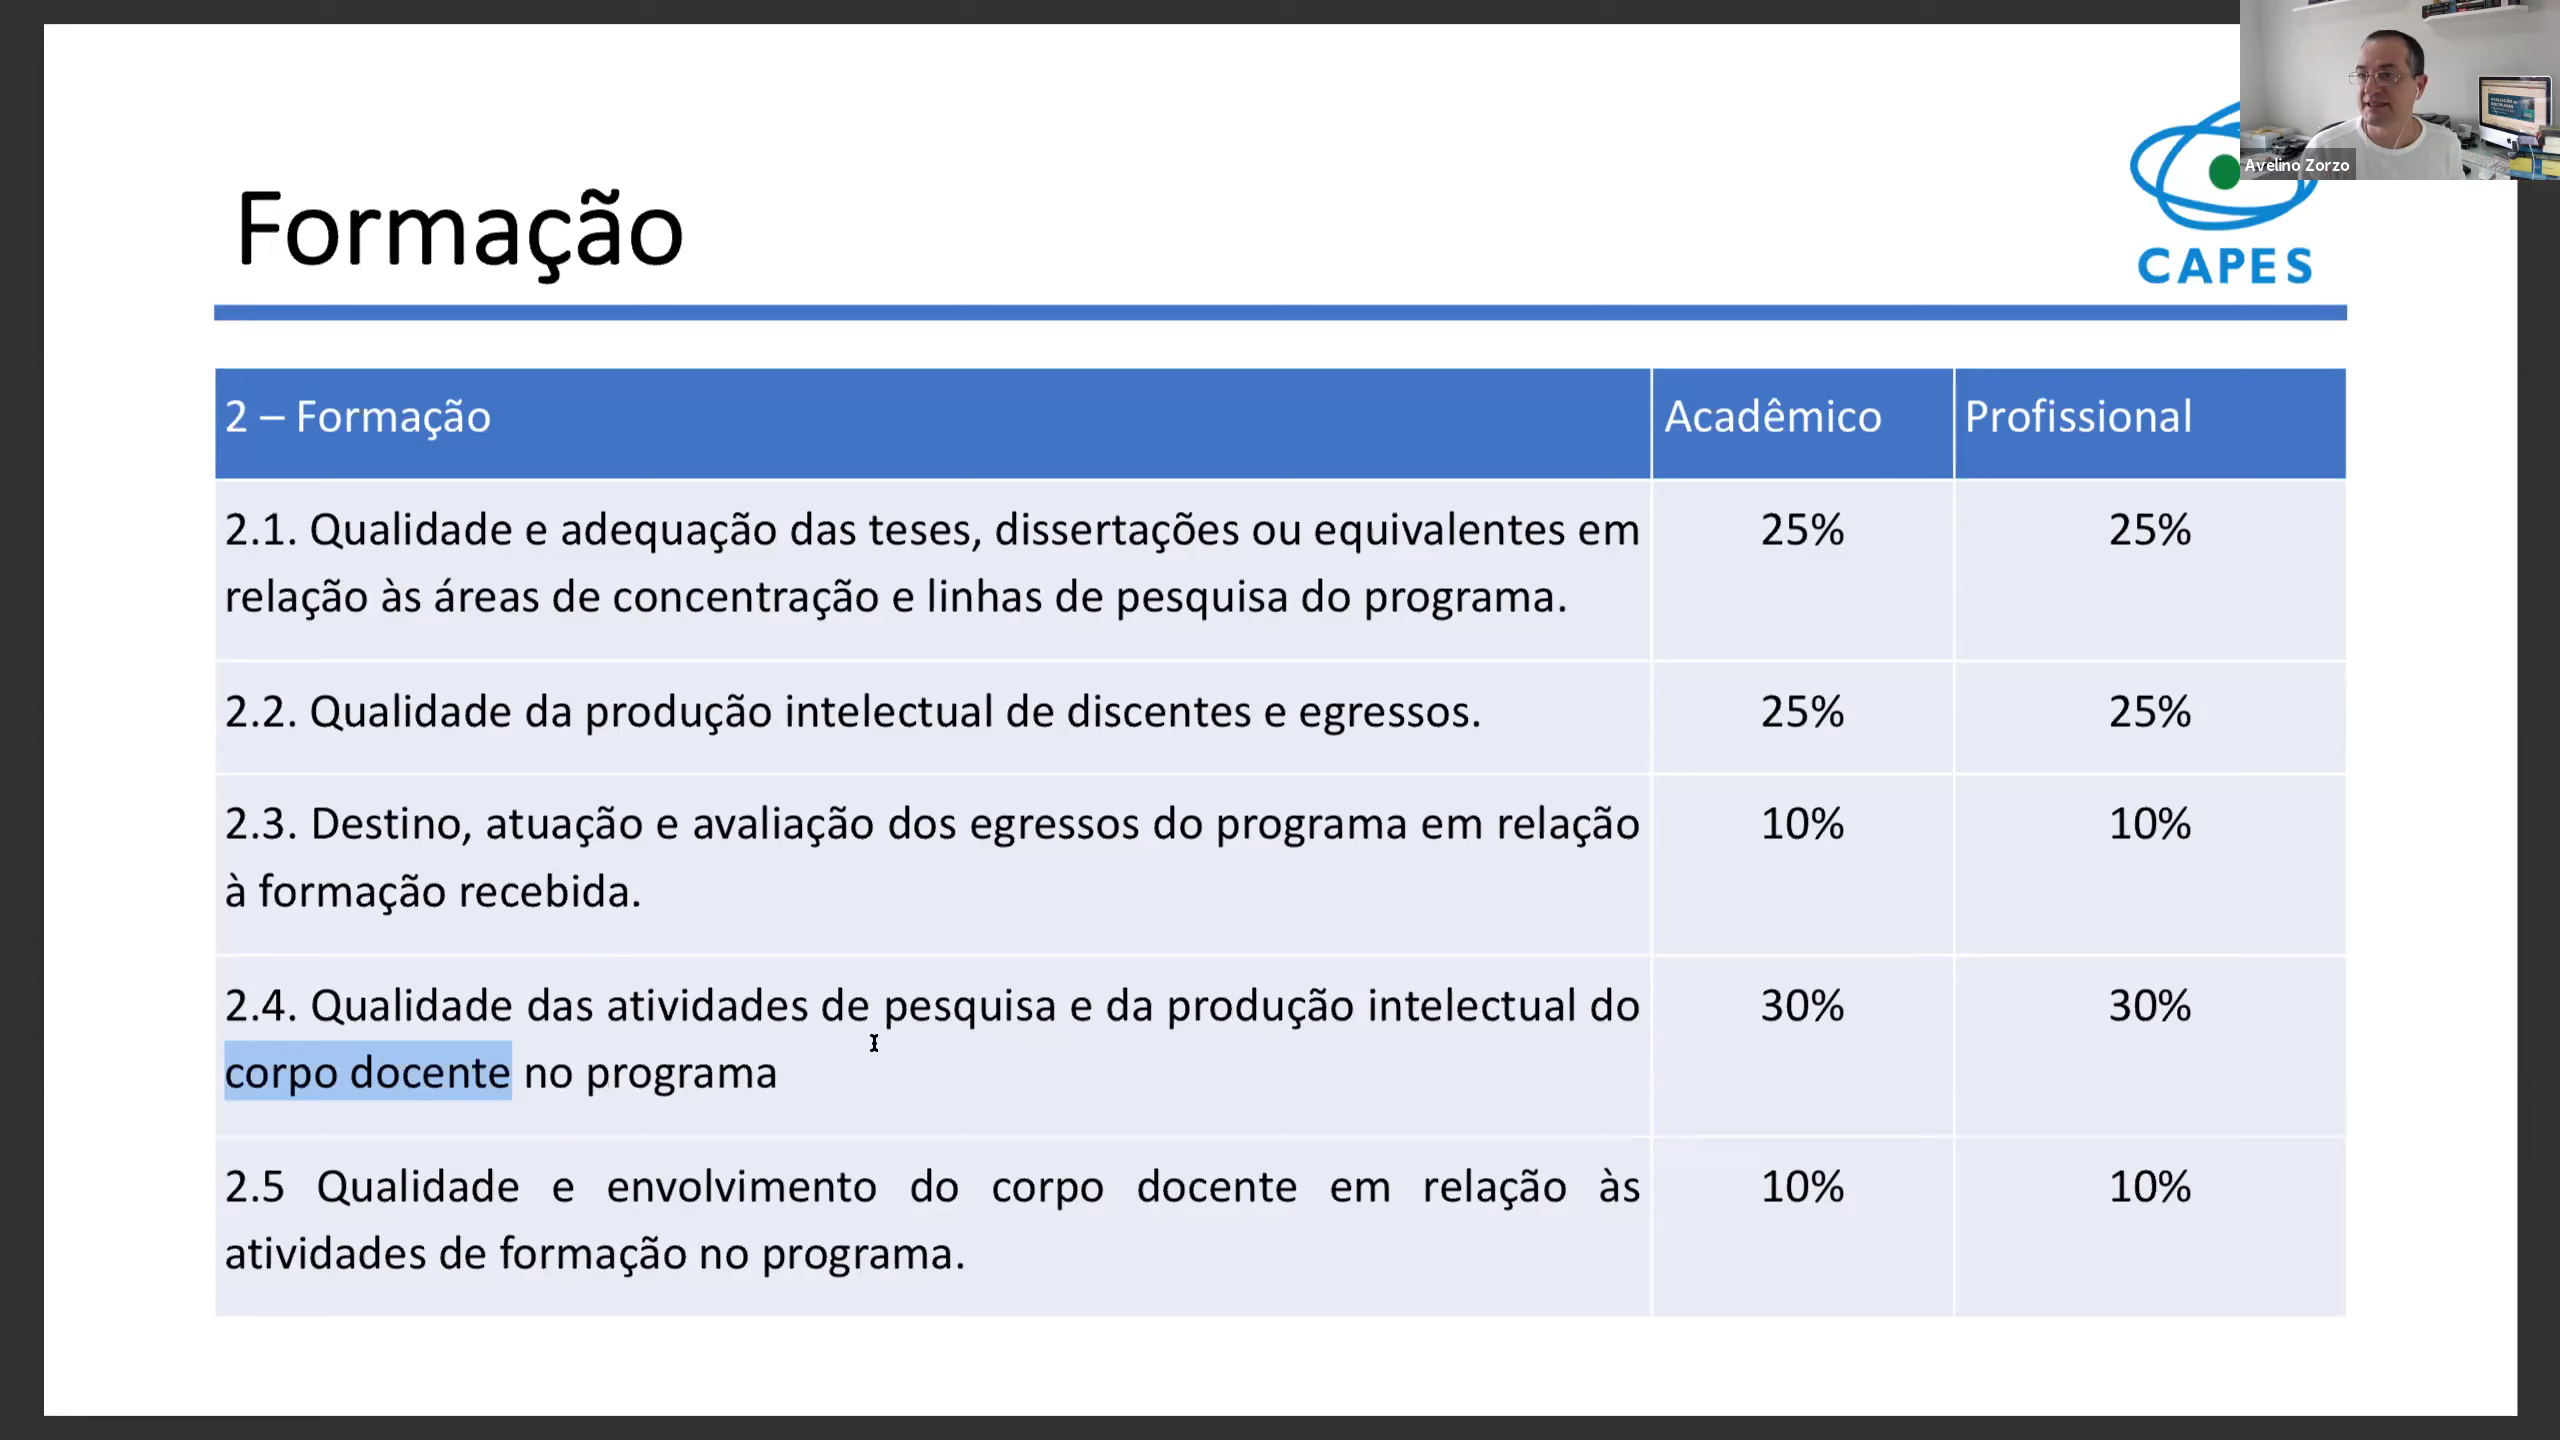 Avelino Zorzo
Formação
CAPES
2 – Formação
Acadêmico
Profissional
2.1. Qualidade e adequação das teses, dissertações ou equivalentes em
relação às áreas de concentração e linhas de pesquisa do programa.
25%
25%
2.2. Qualidade da produção intelectual de discentes e egressos.
25%
25%
2.3. Destino, atuação e avaliação dos egressos do programa em relação
à formação recebida.
10%
10%
2.4. Qualidade das atividades de pesquisa e da produção intelectual do
corpo docente no programa
30%
30%
2.5 Qualidade e envolvimento do corpo docente em relação às
atividades de formação no programa.
10%
10%